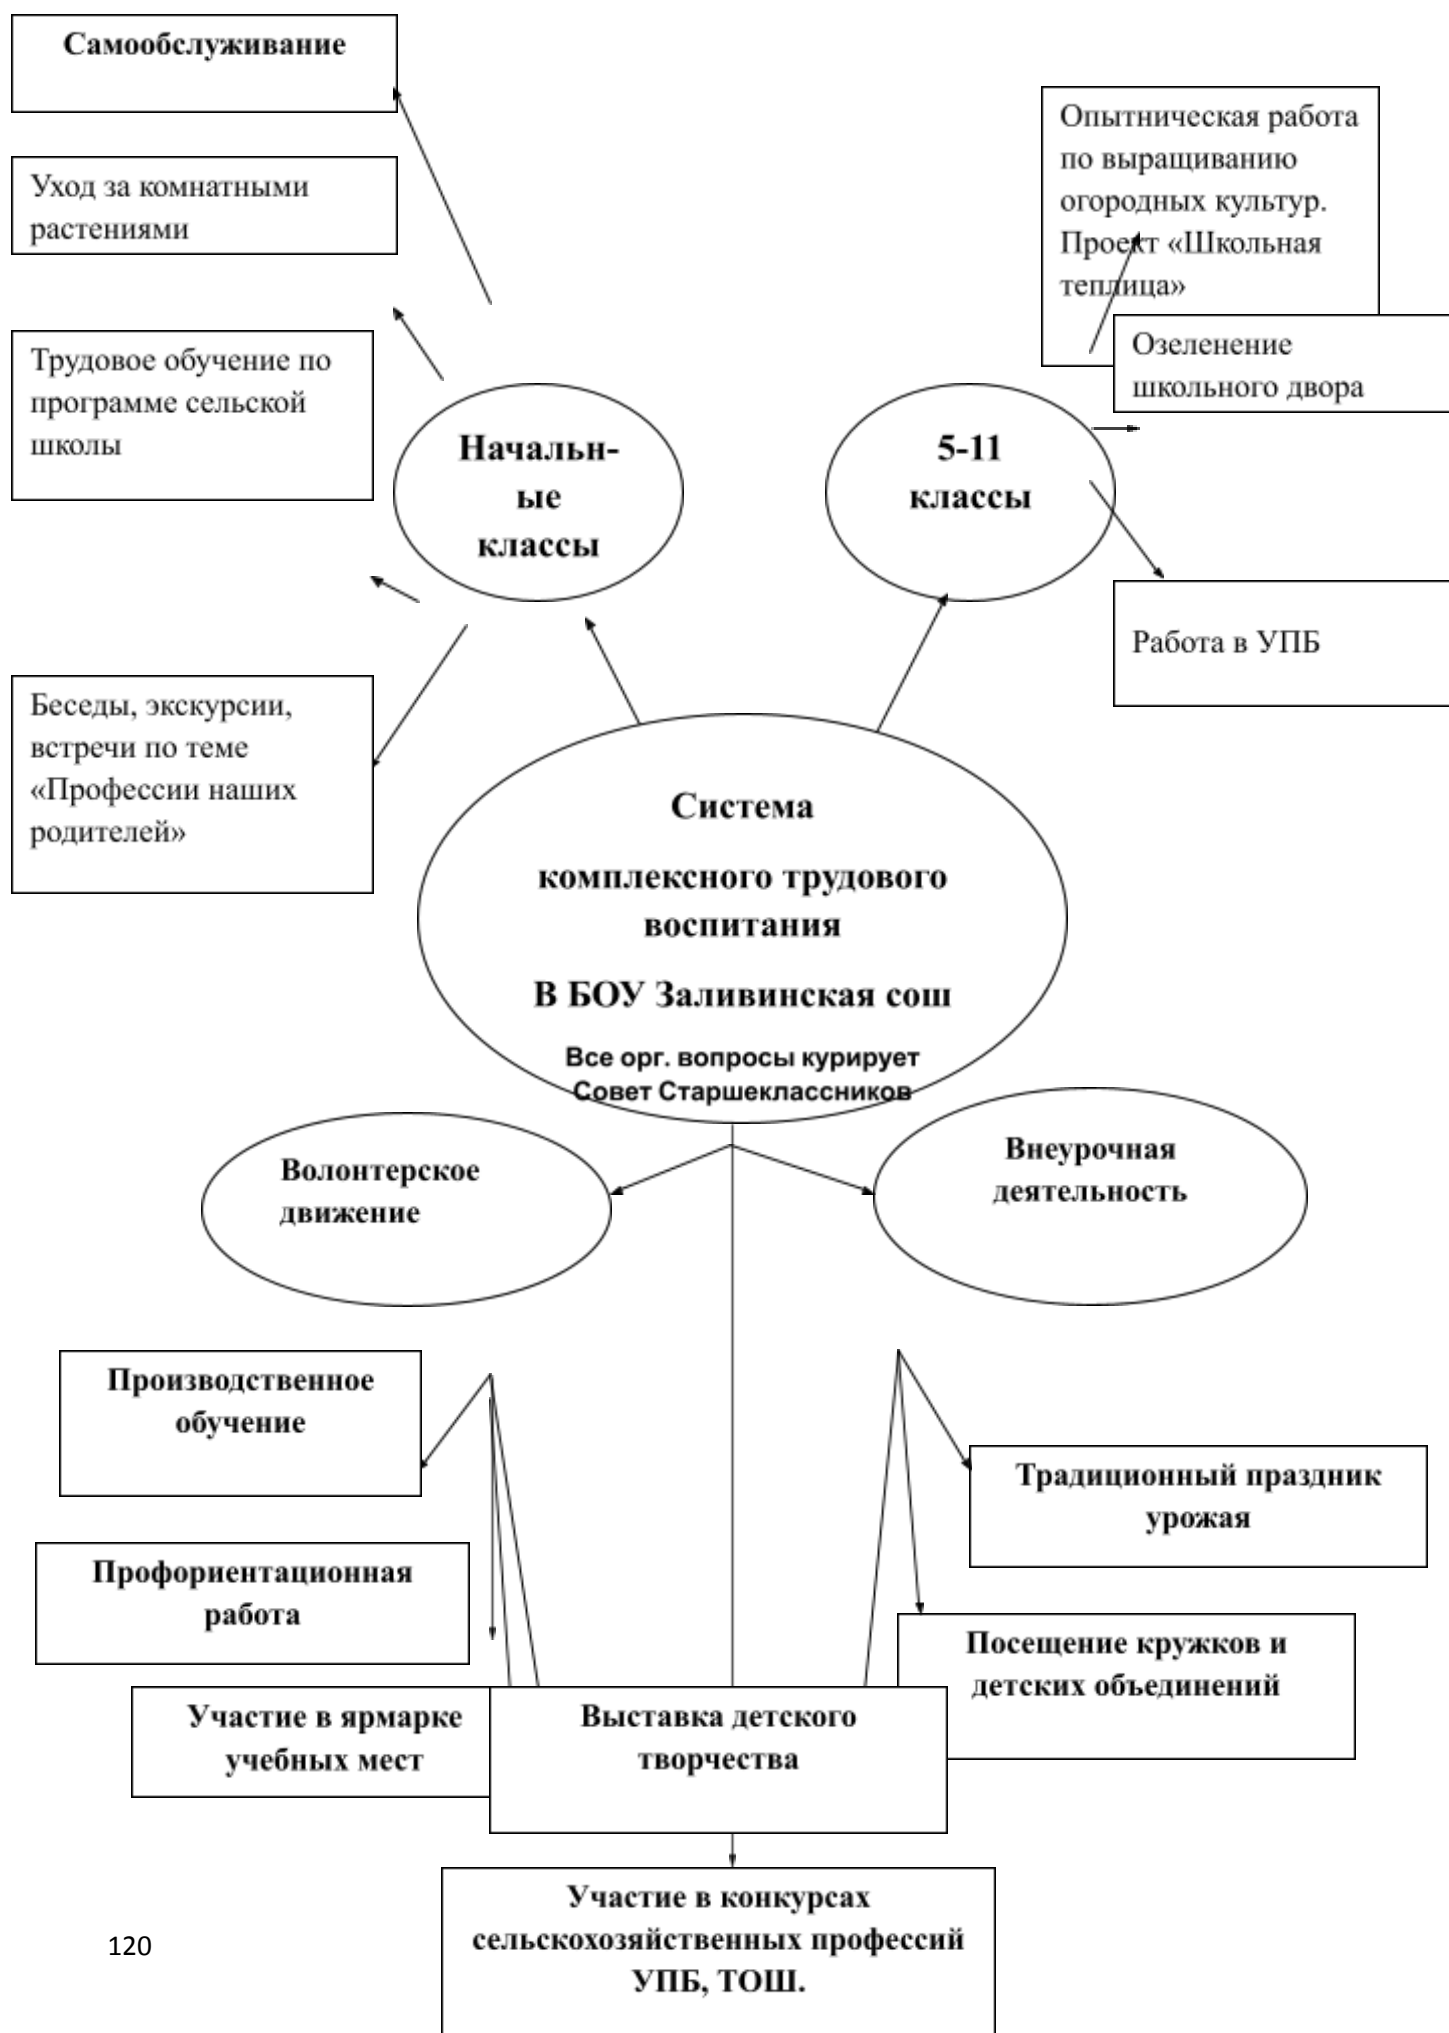 Самообслуживание
Уход за комнатными
растениями
Трудовое обучение по
программе сельской
школы
Беседы, экскурсии,
встречи по теме
«Профессии наших
родителей»
Начальн-
ые
классы
5-11
классы
Опытническая работа
по выращиванию
огородных культур.
Проект «Школьная
теплица»
Озеленение
школьного двора
Работа в УПБ
Система
комплексного трудового
воспитания
В БОУ Заливинская сош
Все орг. вопросы курирует
Совет Старшеклассников
Волонтерское
движение
Внеурочная
деятельность
Производственное
обучение
Профориентационная
работа
Участие в ярмарке
учебных мест
Выставка детского
творчества
Традиционный праздник
урожая
Посещение кружков и
детских объединений
Участие в конкурсах
сельскохозяйственных профессий
УПБ, ТОШ.
120